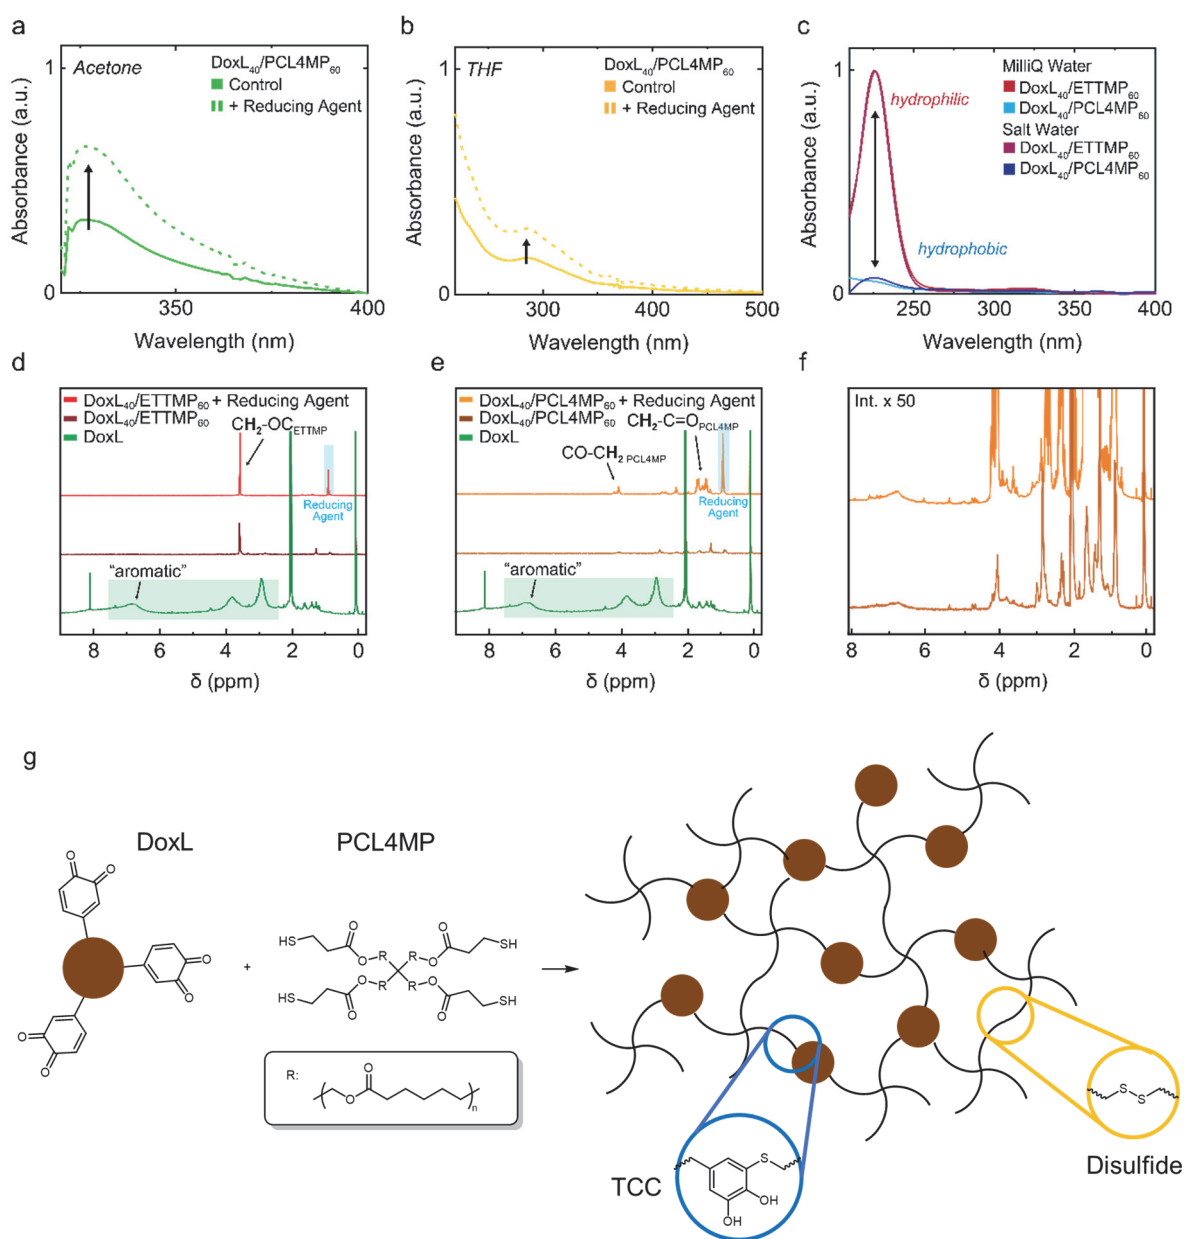 a
Acetone
DoxL40/PCL4MP60
Control
+ Reducing Agent
1
0
Absorbance (a.u.)
350
400
Wavelength (nm)
b
THF
DoxL40/PCL4MP60
Control
+ Reducing Agent
1
0
Absorbance (a.u.)
300
400
500
Wavelength (nm)
c
MilliQ Water
DoxL40/ETTMP60
DoxL40/PCL4MP60
Salt Water
DoxL40/ETTMP60
DoxL40/PCL4MP60
hydrophilic
hydrophobic
1
0
Absorbance (a.u.)
250
300
350
400
Wavelength (nm)
d
DoxL40/ETTMP60 + Reducing Agent
DoxL40/ETTMP60
DoxL
CH2-OC ETTMP
Reducing
Agent
"aromatic"
8
6
4
2
0
δ (ppm)
e
DoxL40/PCL4MP60 + Reducing Agent
DoxL40/PCL4MP60
DoxL
CH2-C=O PCL4MP
CO-CH2 PCL4MP
Reducing
Agent
"aromatic"
8
6
4
2
0
δ (ppm)
f
Int. x 50
8
6
4
2
0
δ (ppm)
g
DoxL
PCL4MP
O
O
O
O
O
O
+
HS
O
O
R
R
O
O
SH
HS
O
O
R
R
O
O
SH
R:
O
O
n
TCC
S
OH
OH
S
S
Disulfide